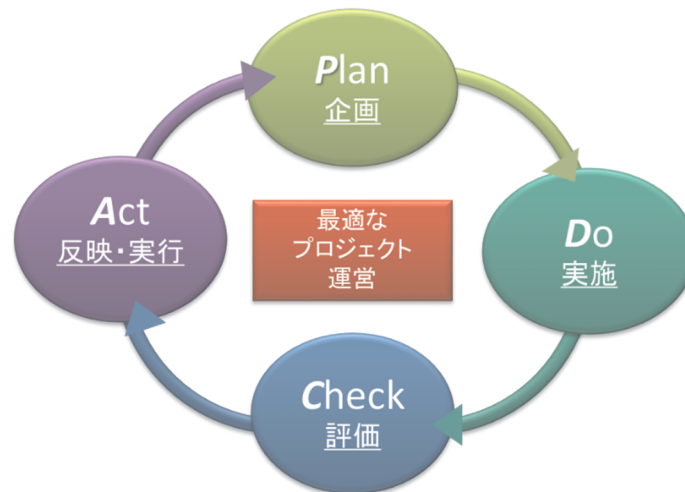 Plan
企画
Do
実施
Check
評価
Act
反映・実行
最適な
プロジェクト
運営